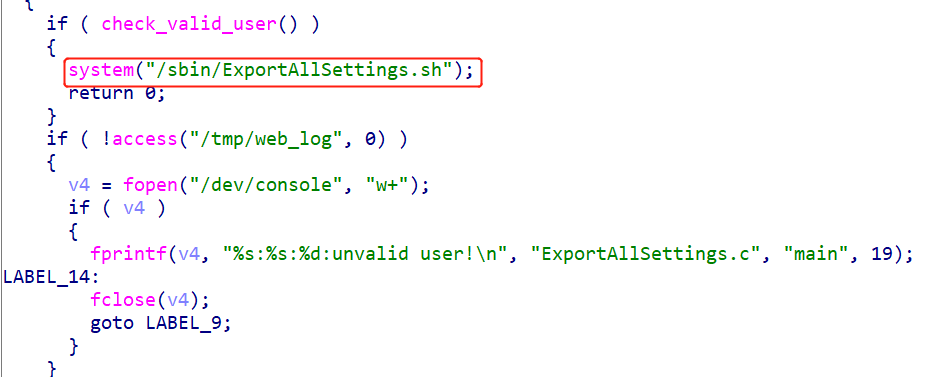 {
if ( check_valid_user() )
{
system("/sbin/ExportAllSettings.sh");
return 0;
}
if ( !access("/tmp/web_log", 0) )
{
v4 = fopen("/dev/console", "w+");
if ( v4 )
{
fprintf(v4, "%s:%s:%d:unvalid user!\n", "ExportAllSettings.c", "main", 19);
LABEL_14:
fclose(v4);
goto LABEL_9;
}
}